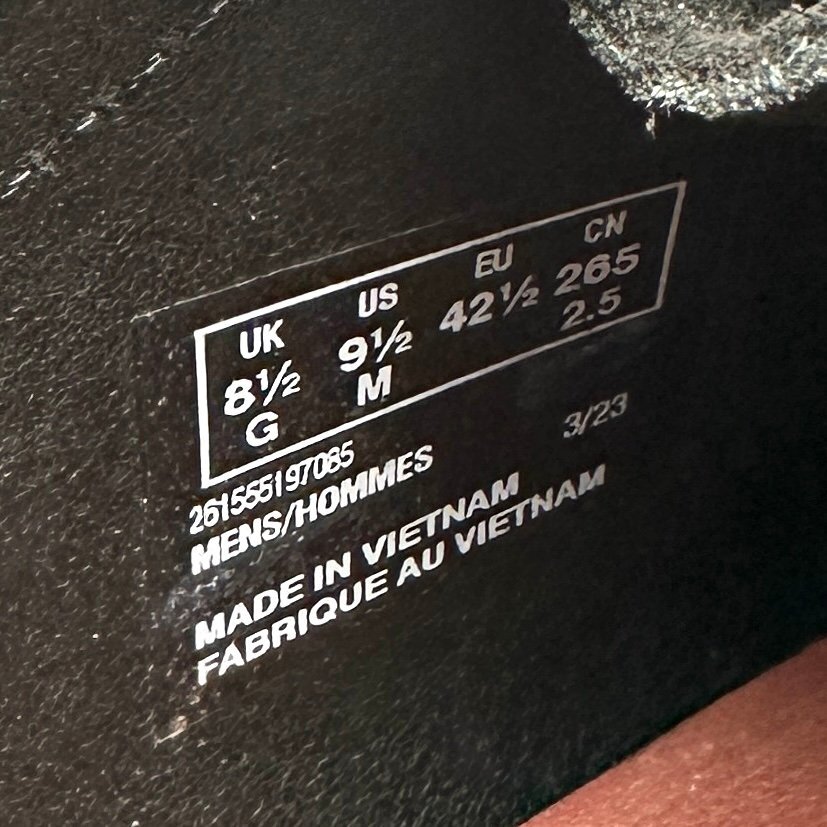 UK US EU CN
8½ 9½ 42½ 265
G M 2.5
261555197085 3/23
MENS/HOMMES
MADE IN VIETNAM
FABRIQUE AU VIETNAM